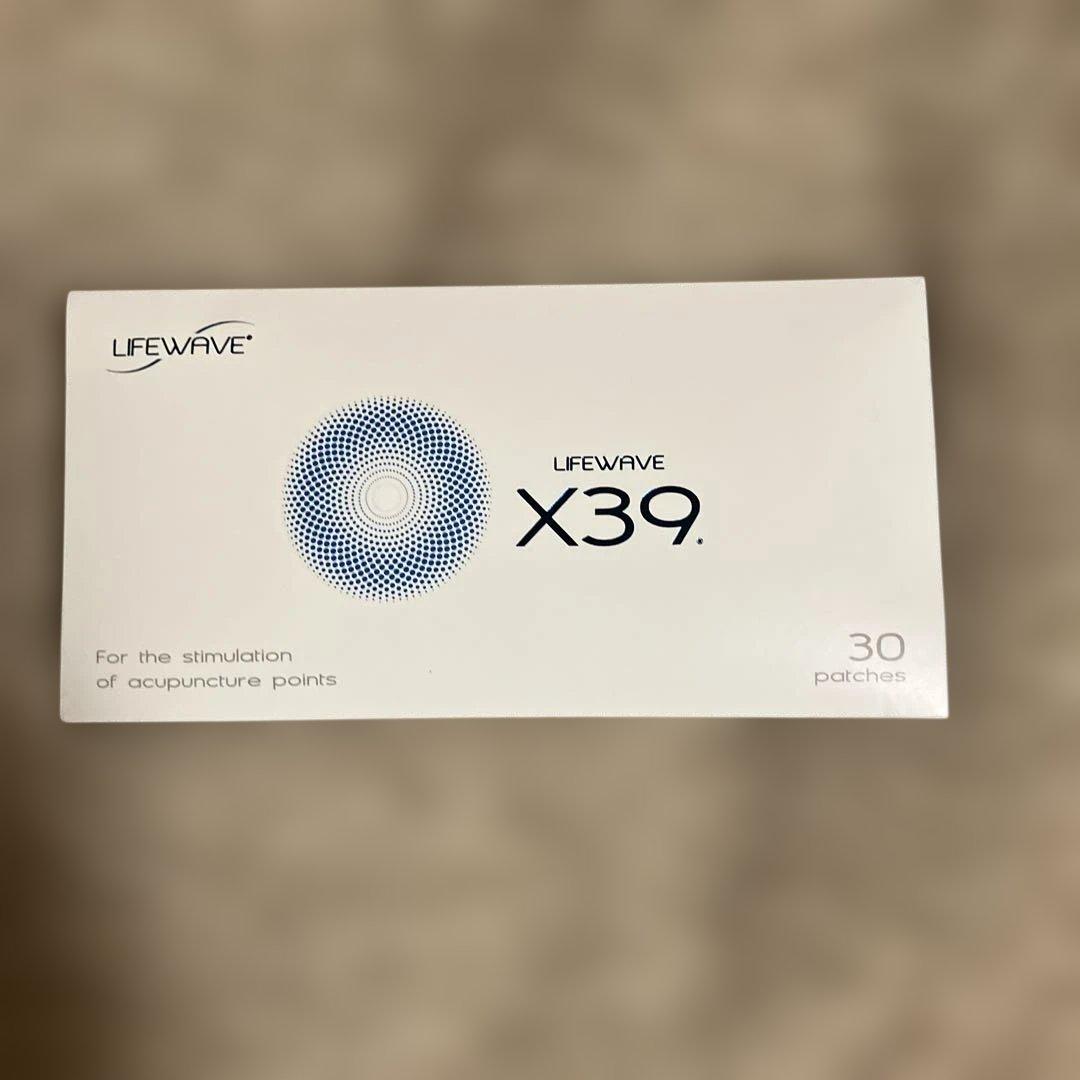 LIFEWAVE
LIFEWAVE
X39®
For the stimulation
of acupuncture points
30
patches